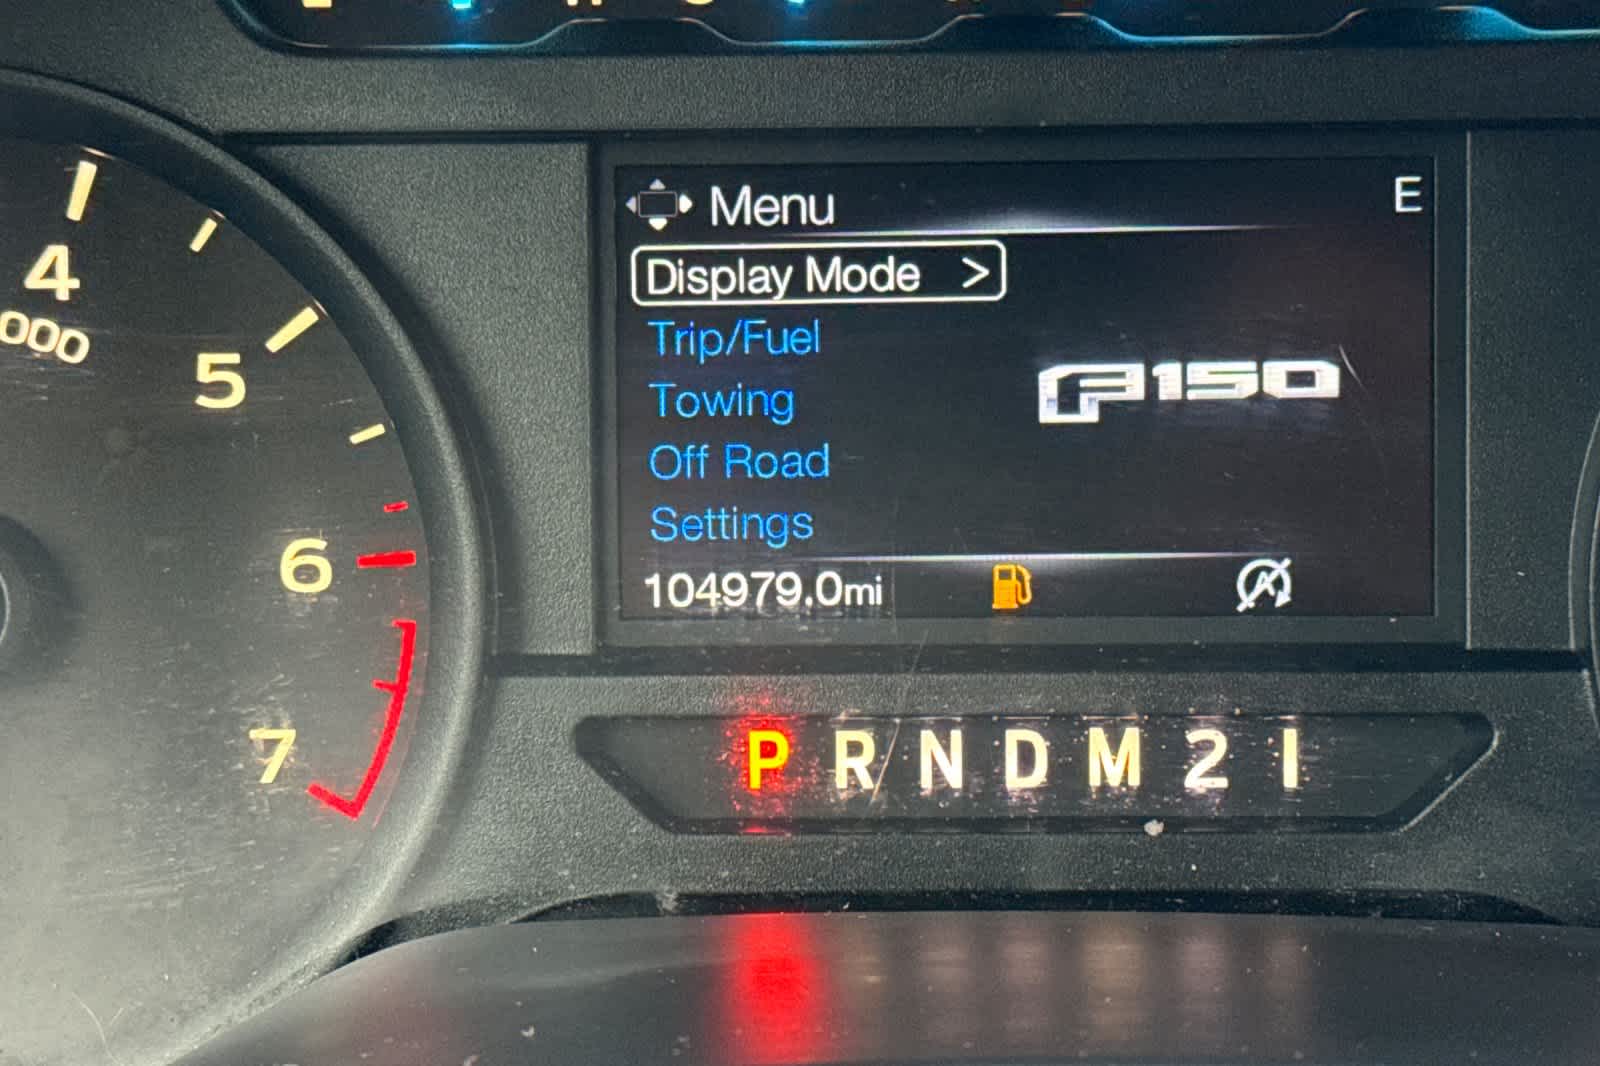 4
000
5
6
7
Menu
E
Display Mode >
Trip/Fuel
Towing
F150
Off Road
Settings
104979.0mi
P R N D M 2 1